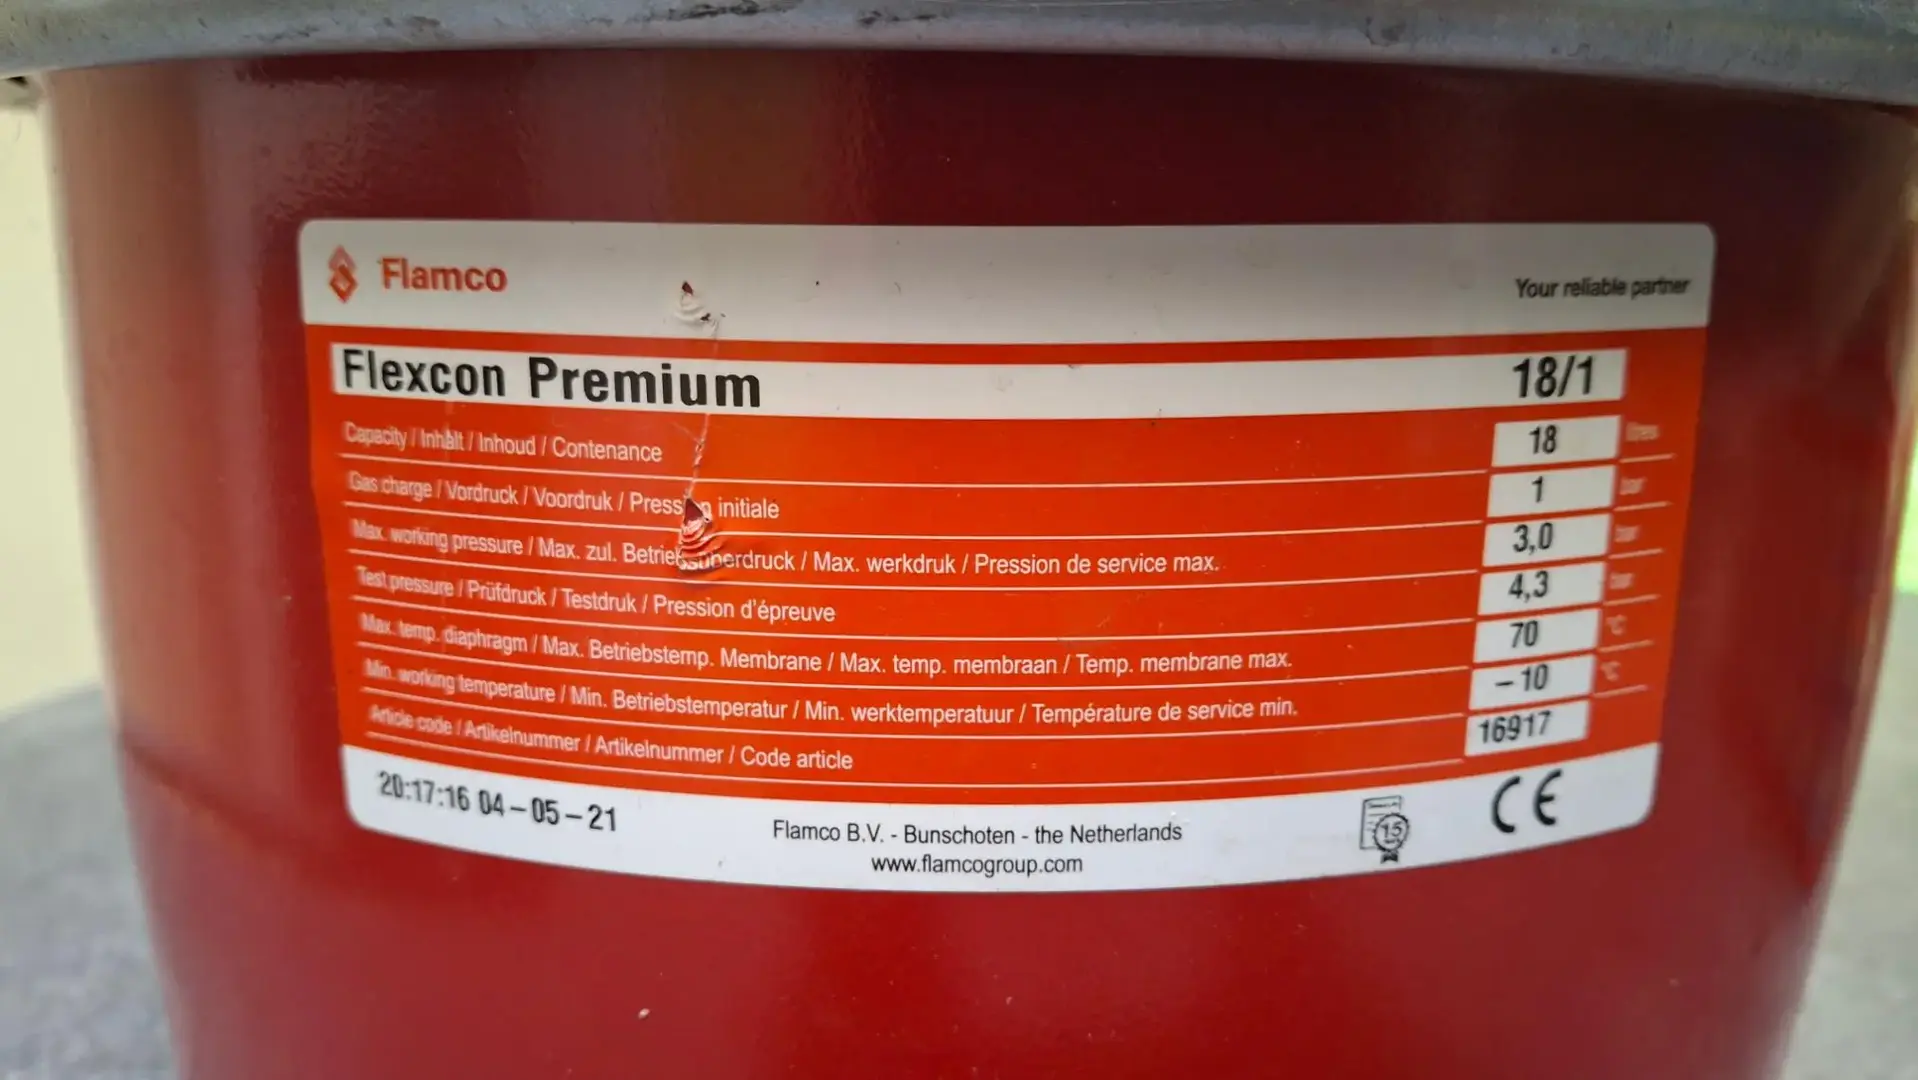 Flamco
Your reliable partner
Flexcon Premium 18/1
Capacity / Inhalt / Inhoud / Contenance 18 litres
Gas charge / Vordruck / Voordruk / Pression initiale 1 bar
Max. working pressure / Max. zul. Betriebsüberdruck / Max. werkdruk / Pression de service max. 3,0 bar
Test pressure / Prüfdruck / Testdruk / Pression d'épreuve 4,3 bar
Max. temp. diaphragm / Max. Betriebstemp. Membrane / Max. temp. membraan / Temp. membrane max. 70 °C
Min. working temperature / Min. Betriebstemperatur / Min. werktemperatuur / Température de service min. –10 °C
Article code / Artikelnummer / Artikelnummer / Code article 16917
20:17:16 04–05–21
Flamco B.V. - Bunschoten - the Netherlands
www.flamcogroup.com
15
CE